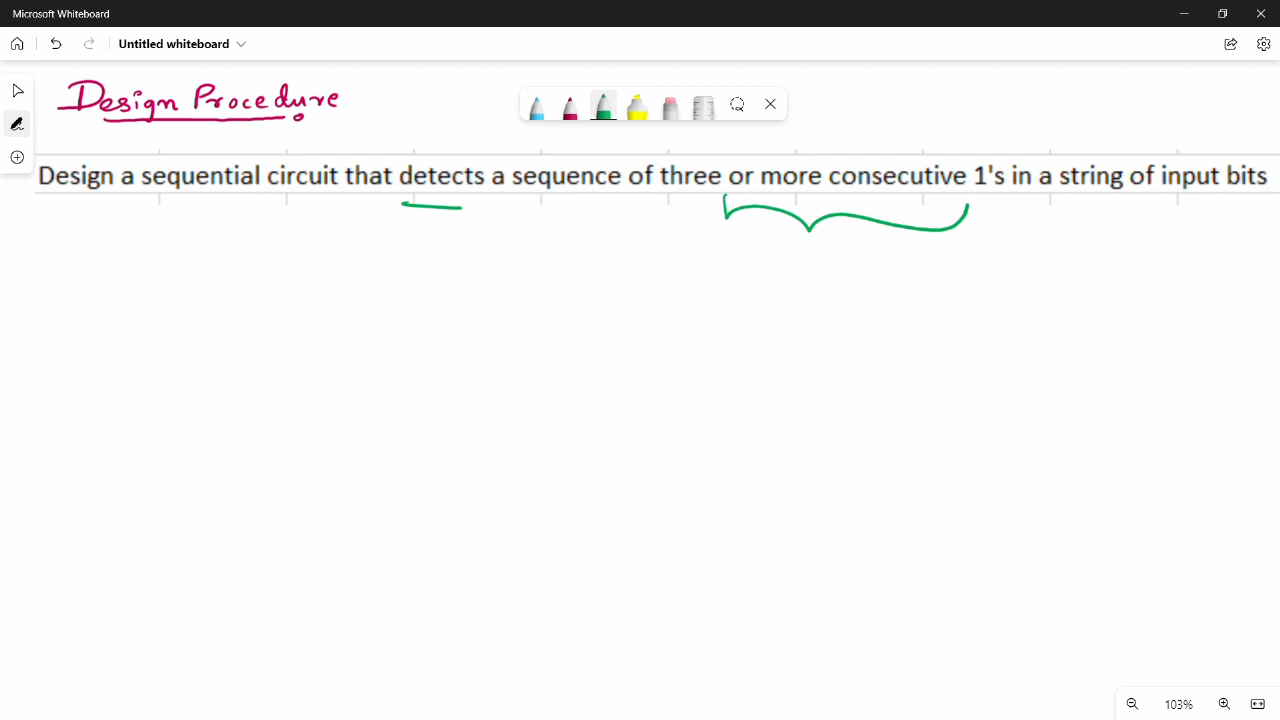 Microsoft Whiteboard
Untitled whiteboard
Design Procedure
Design a sequential circuit that detects a sequence of three or more consecutive 1's in a string of input bits
103%